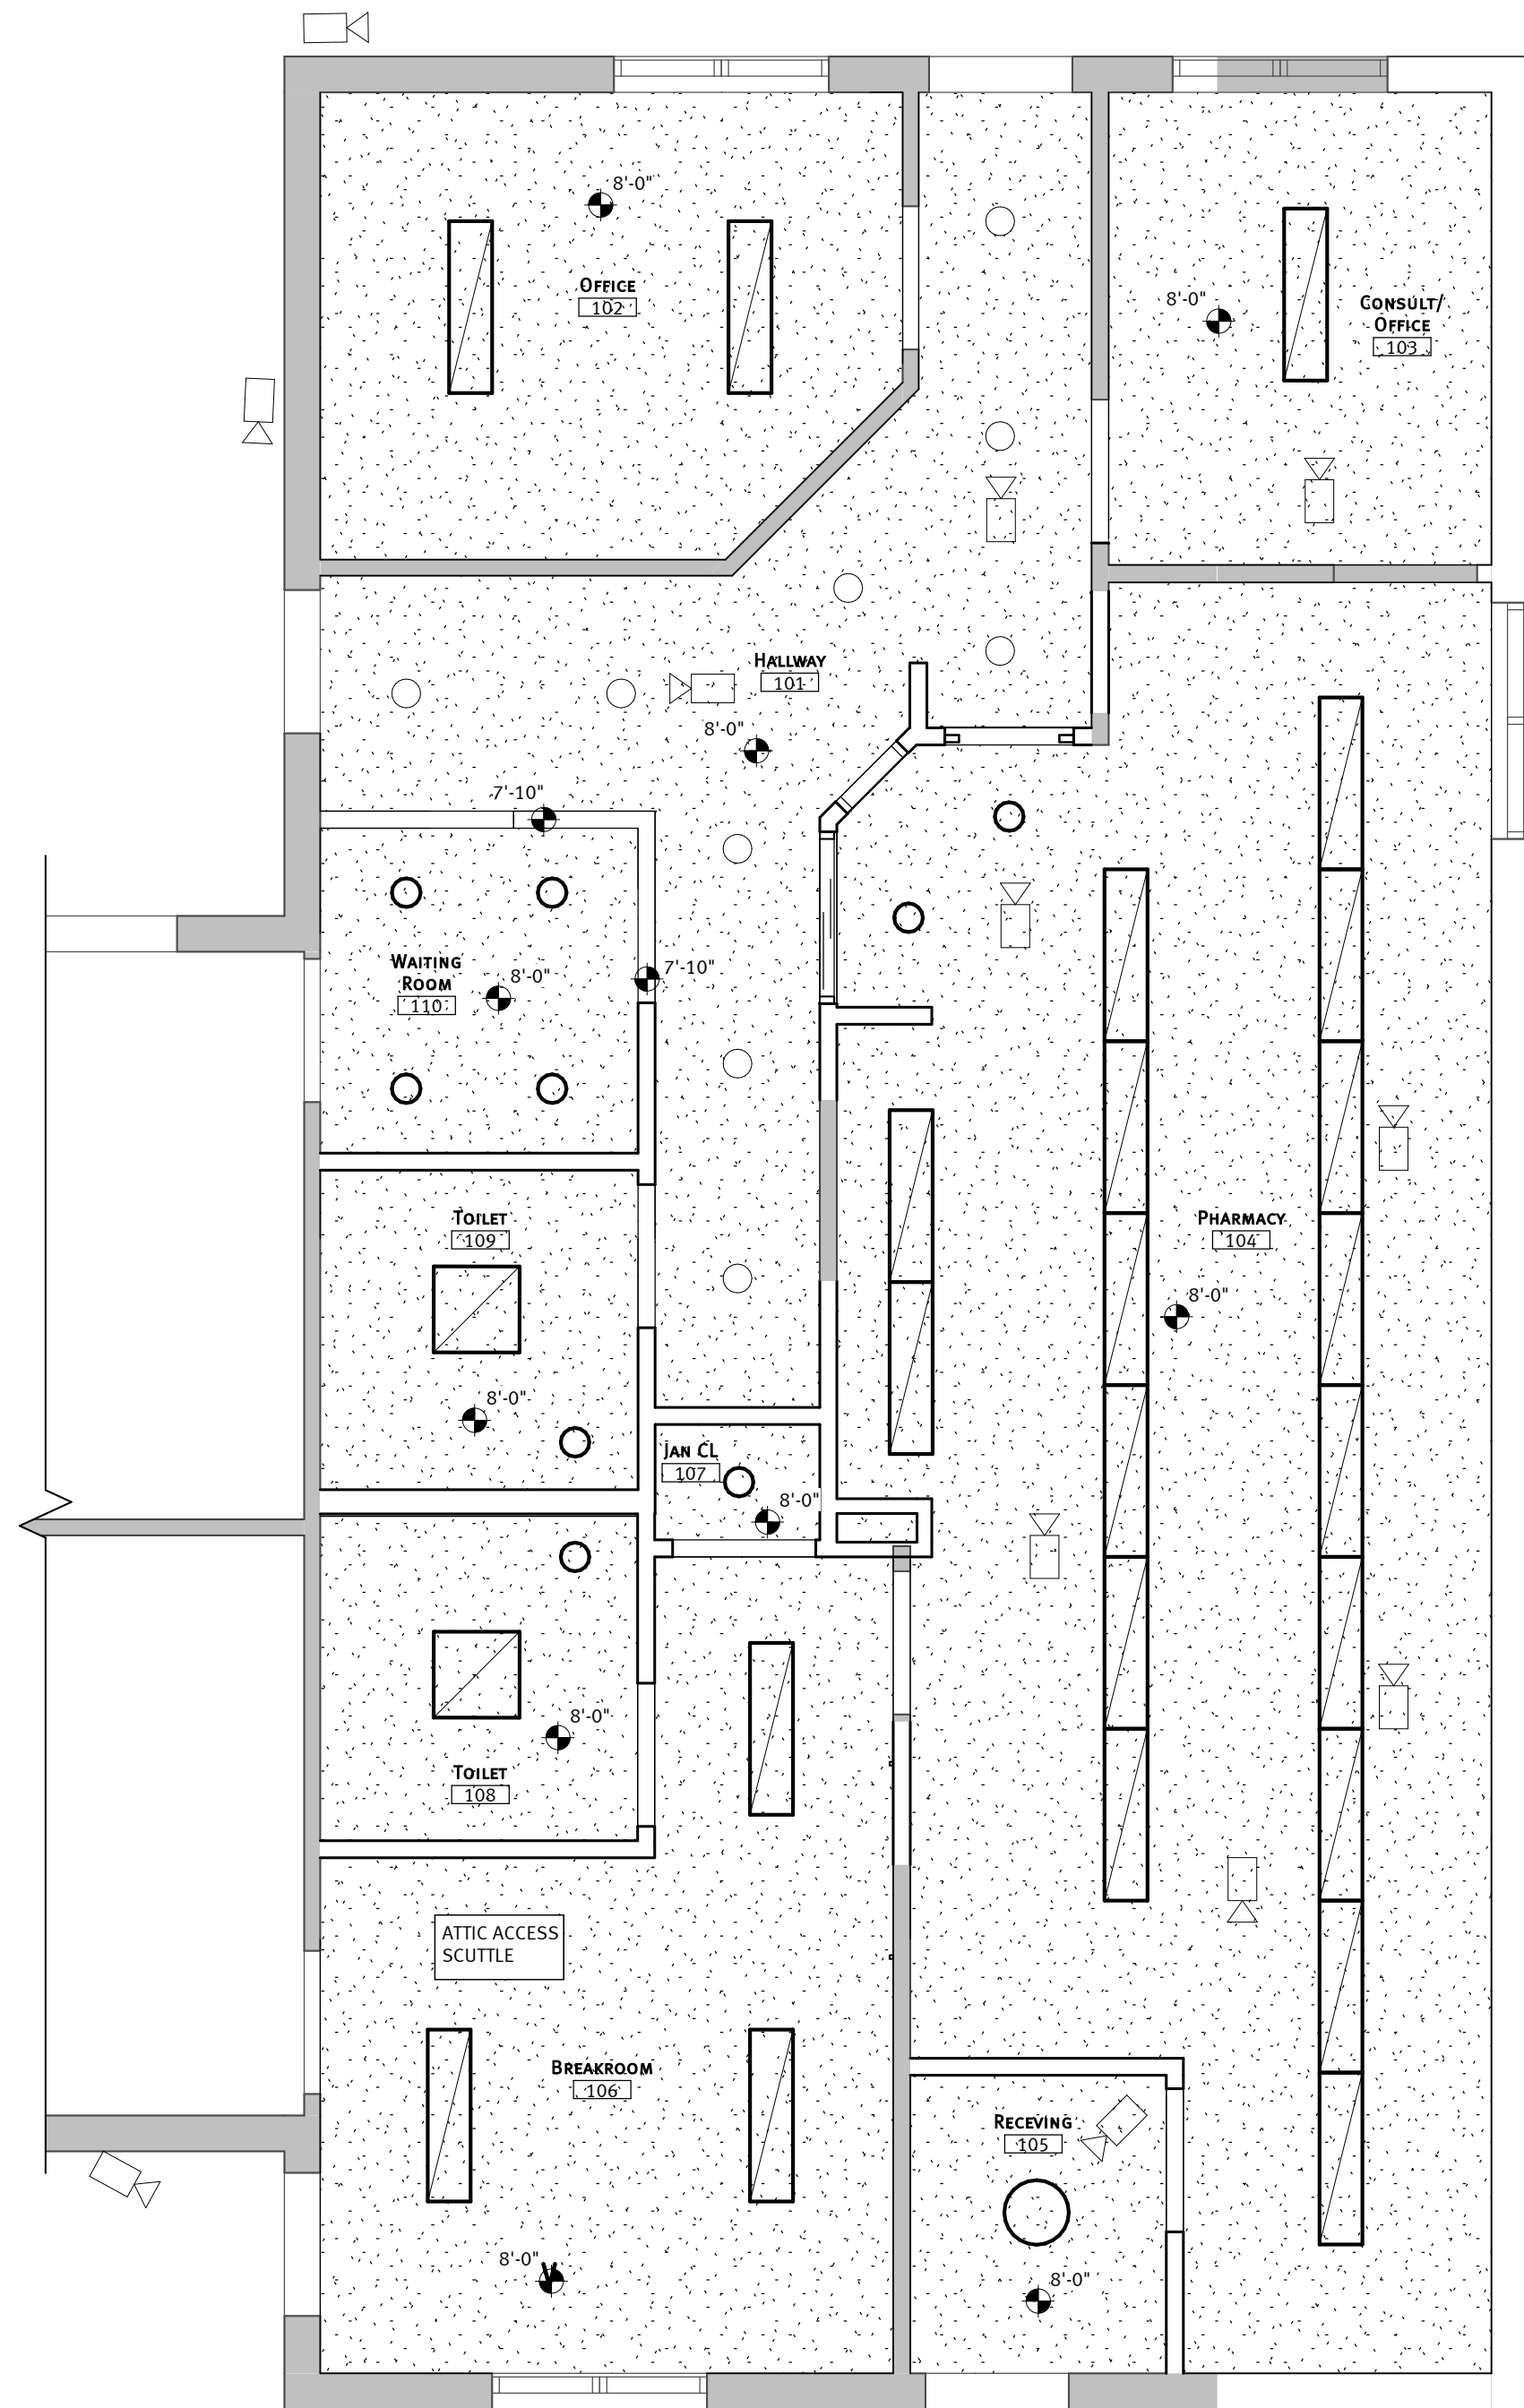 8'-0"
OFFICE
102
8'-0"
CONSULT/
OFFICE
103
HALLWAY
101
8'-0"
7'-10"
WAITING
ROOM
110
8'-0"
7'-10"
TOILET
109
8'-0"
PHARMACY
104
8'-0"
JAN CL
107
8'-0"
8'-0"
TOILET
108
ATTIC ACCESS
SCUTTLE
BREAKROOM
106
8'-0"
RECEVING
105
8'-0"